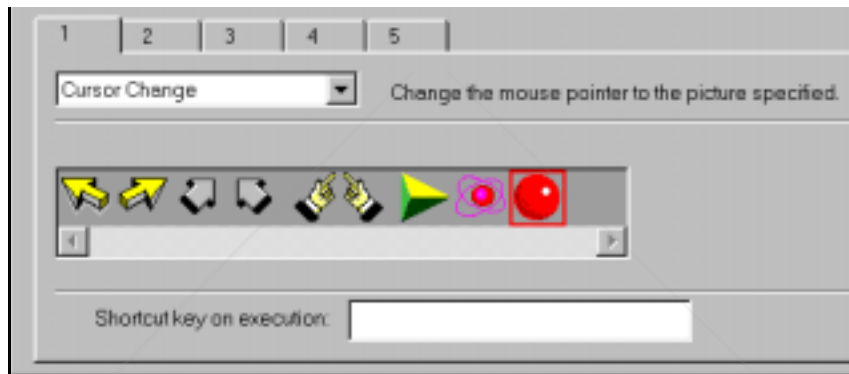 1 2 3 4 5
Cursor Change
Change the mouse pointer to the picture specified.
Shortcut key on execution: